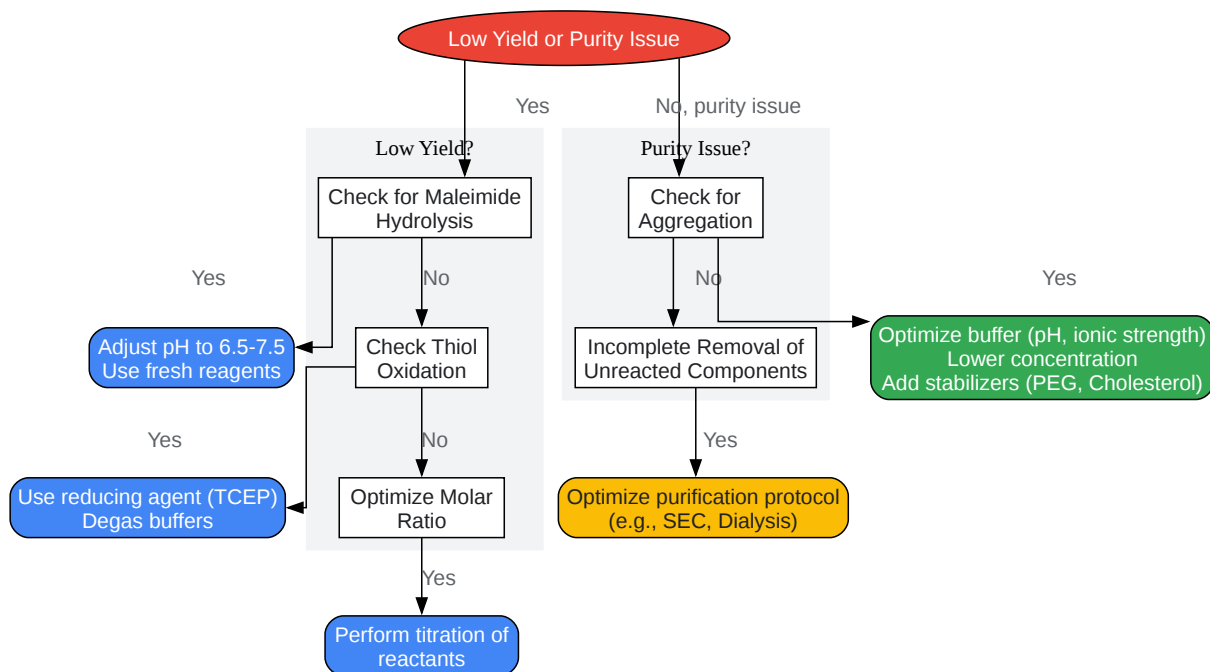 Low Yield or Purity Issue
Yes
No, purity issue
Low Yield?
Purity Issue?
Check for Maleimide
Hydrolysis
Check for
Aggregation
Yes
No
No
Yes
Adjust pH to 6.5-7.5
Use fresh reagents
Check Thiol
Oxidation
Incomplete Removal of
Unreacted Components
Optimize buffer (pH, ionic strength)
Lower concentration
Add stabilizers (PEG, Cholesterol)
Yes
No
Yes
Use reducing agent (TCEP)
Degas buffers
Optimize Molar
Ratio
Optimize purification protocol
(e.g., SEC, Dialysis)
Yes
Perform titration of
reactants